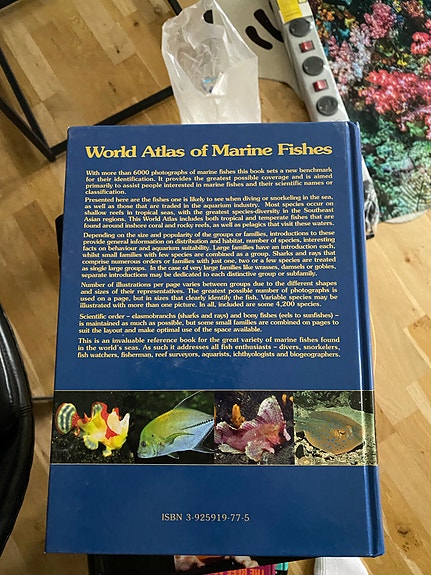 World Atlas of Marine Fishes
With more than 6000 photographs of marine fishes this book sets a new benchmark
for their identification. It provides the greatest possible coverage and is aimed
primarily to assist people interested in marine fishes and their scientific names or
classification.
Presented here are the fishes one is likely to see when diving or snorkeling in the sea,
as well as those that are traded in the aquarium industry. Most species occur on
shallow reefs in tropical seas, with the greatest species-diversity in the Southeast
Asian regions. This World Atlas includes both tropical and temperate fishes that are
found around inshore coral and rocky reefs, as well as pelagics that visit these waters.
Depending on the size and popularity of the groups or families, introductions to these
provide general information on distribution and habitat, number of species, interesting
facts on behaviour and aquarium suitability. Large families have an introduction each,
whilst small families with few species are combined as a group. Sharks and rays that
comprise numerous orders or families with just one, two or a few species are treated
as single large groups. In the case of very large families like wrasses, damsels or gobies,
separate introductions may be dedicated to each distinctive group or subfamily.
Number of illustrations per page varies between groups due to the different shapes
and sizes of their representatives. The greatest possible number of photographs is
used on a page, but in sizes that clearly identify the fish. Variable species may be
illustrated with more than one picture. In all, included are some 4,200 species.
Scientific order – elasmobranchs (sharks and rays) and bony fishes (eels to sunfishes) –
is maintained as much as possible, but some small families are combined on pages to
suit the layout and make optimal use of the space available.
This is an invaluable reference book for the great variety of marine fishes found
in the world's seas. As such it addresses all fish enthusiasts – divers, snorkelers,
fish watchers, fisherman, reef surveyors, aquarists, ichthyologists and biogeographers.
ISBN 3-925919-77-5